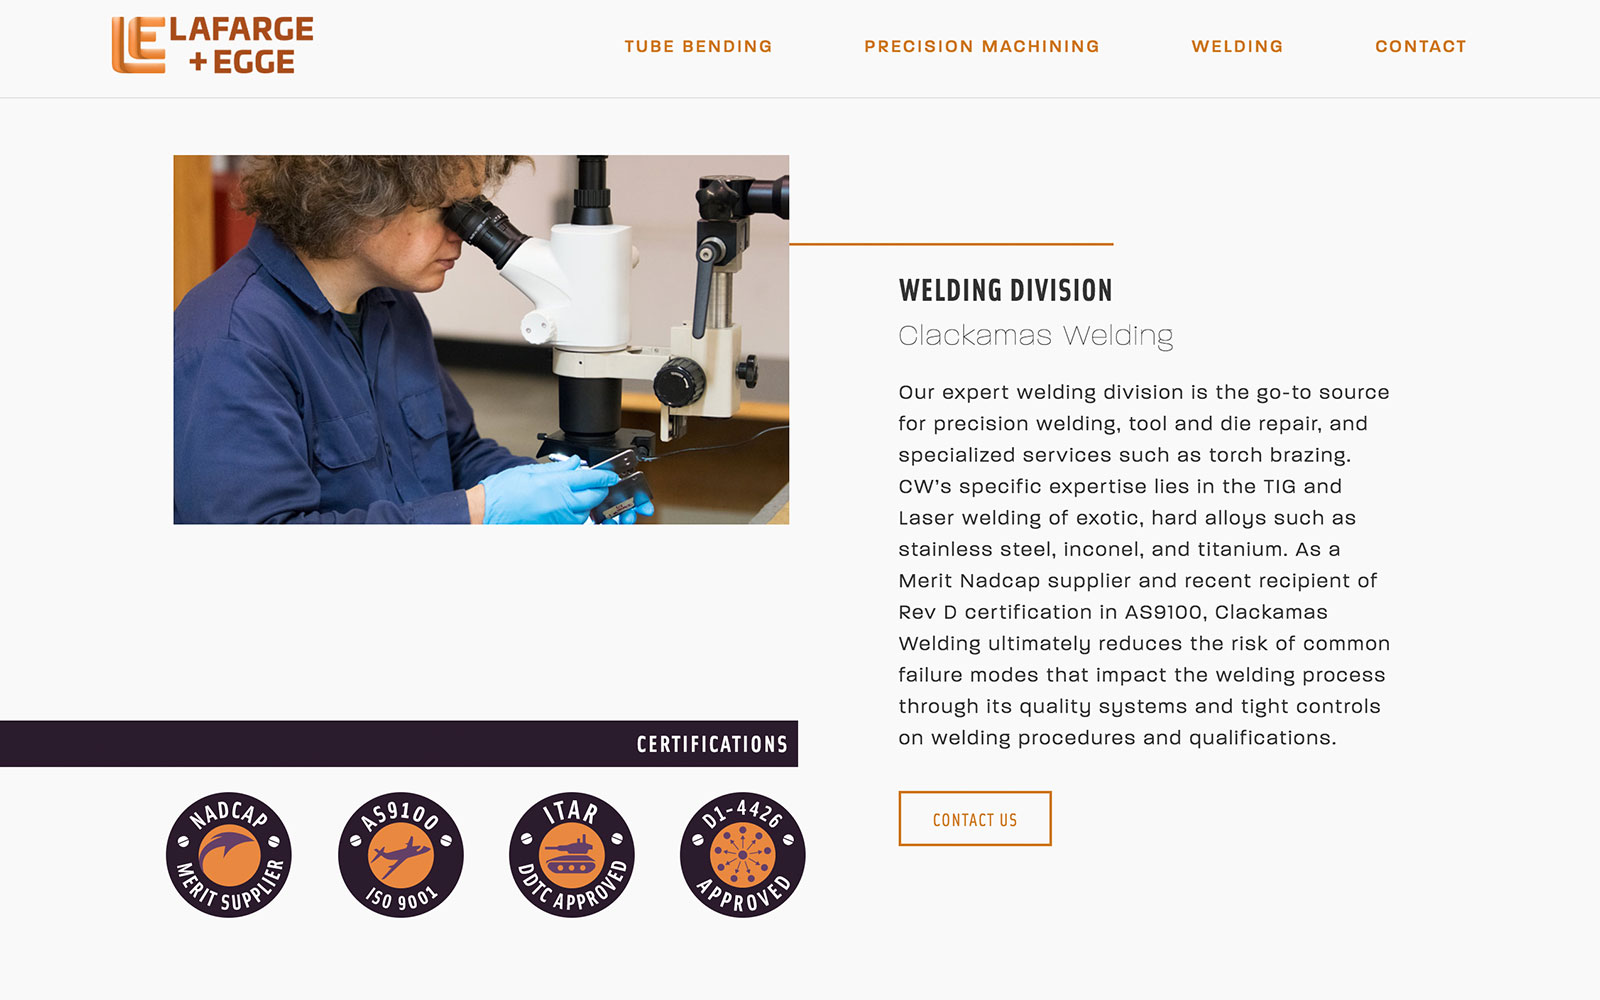 LAFARGE
+ EGGE
TUBE BENDING
PRECISION MACHINING
WELDING
CONTACT
WELDING DIVISION
Clackamas Welding
Our expert welding division is the go-to source
for precision welding, tool and die repair, and
specialized services such as torch brazing.
CW's specific expertise lies in the TIG and
Laser welding of exotic, hard alloys such as
stainless steel, inconel, and titanium. As a
Merit Nadcap supplier and recent recipient of
Rev D certification in AS9100, Clackamas
Welding ultimately reduces the risk of common
failure modes that impact the welding process
through its quality systems and tight controls
on welding procedures and qualifications.
CONTACT US
CERTIFICATIONS
NADCAP
MERIT SUPPLIER
AS9100
ISO 9001
ITAR
DDTC APPROVED
D1-4426
APPROVED